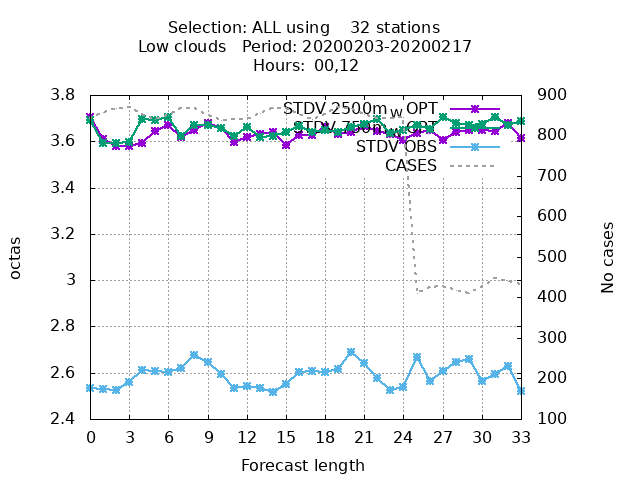 Selection: ALL using 32 stations
Low clouds Period: 20200203-20200217
Hours: 00,12
STDV 2500m_W_OPT
STDV 750m_W_OPT
STDV OBS
CASES
3.8
3.6
3.4
3.2
3
2.8
2.6
2.4
octas
900
800
700
600
500
400
300
200
100
No cases
0 3 6 9 12 15 18 21 24 27 30 33
Forecast length